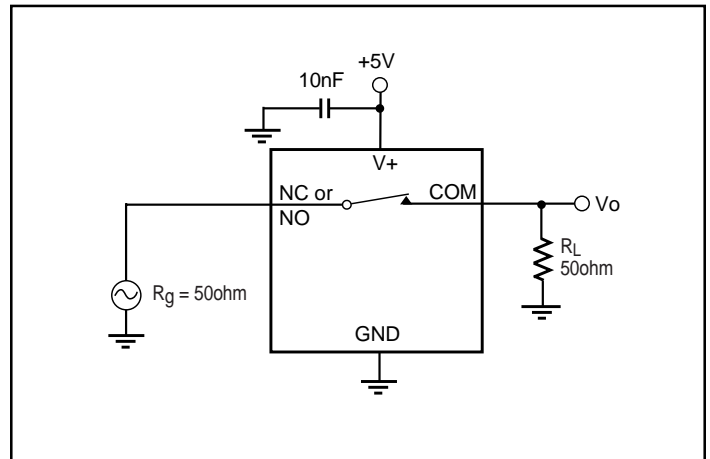 +5V
10nF
V+
NC or
NO
COM
Vo
RL
50ohm
Rg = 50ohm
GND